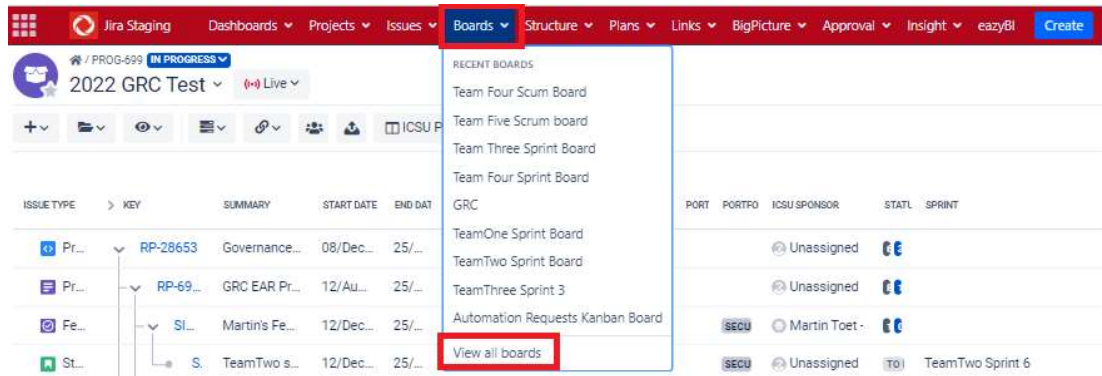 Jira Staging Dashboards Projects Issues Boards Structure Plans Links BigPicture Approval Insight eazyBI Create
/ PROG-699 IN PROGRESS
2022 GRC Test Live
ICSU P
RECENT BOARDS
Team Four Scum Board
Team Five Scrum board
Team Three Sprint Board
Team Four Sprint Board
GRC
TeamOne Sprint Board
TeamTwo Sprint Board
TeamThree Sprint 3
Automation Requests Kanban Board
View all boards
ISSUE TYPE > KEY SUMMARY START DATE END DAT PORT PORTFO ICSU SPONSOR STATL SPRINT
Pr... RP-28653 Governance... 08/Dec... 25/... Unassigned
Pr... RP-69... GRC EAR Pr... 12/Au... 25/... Unassigned
Fe... SI... Martin's Fe... 12/Dec... 25/... SECU Martin Toet -
St... S. TeamTwo s... 12/Dec... 25/... SECU Unassigned TO TeamTwo Sprint 6